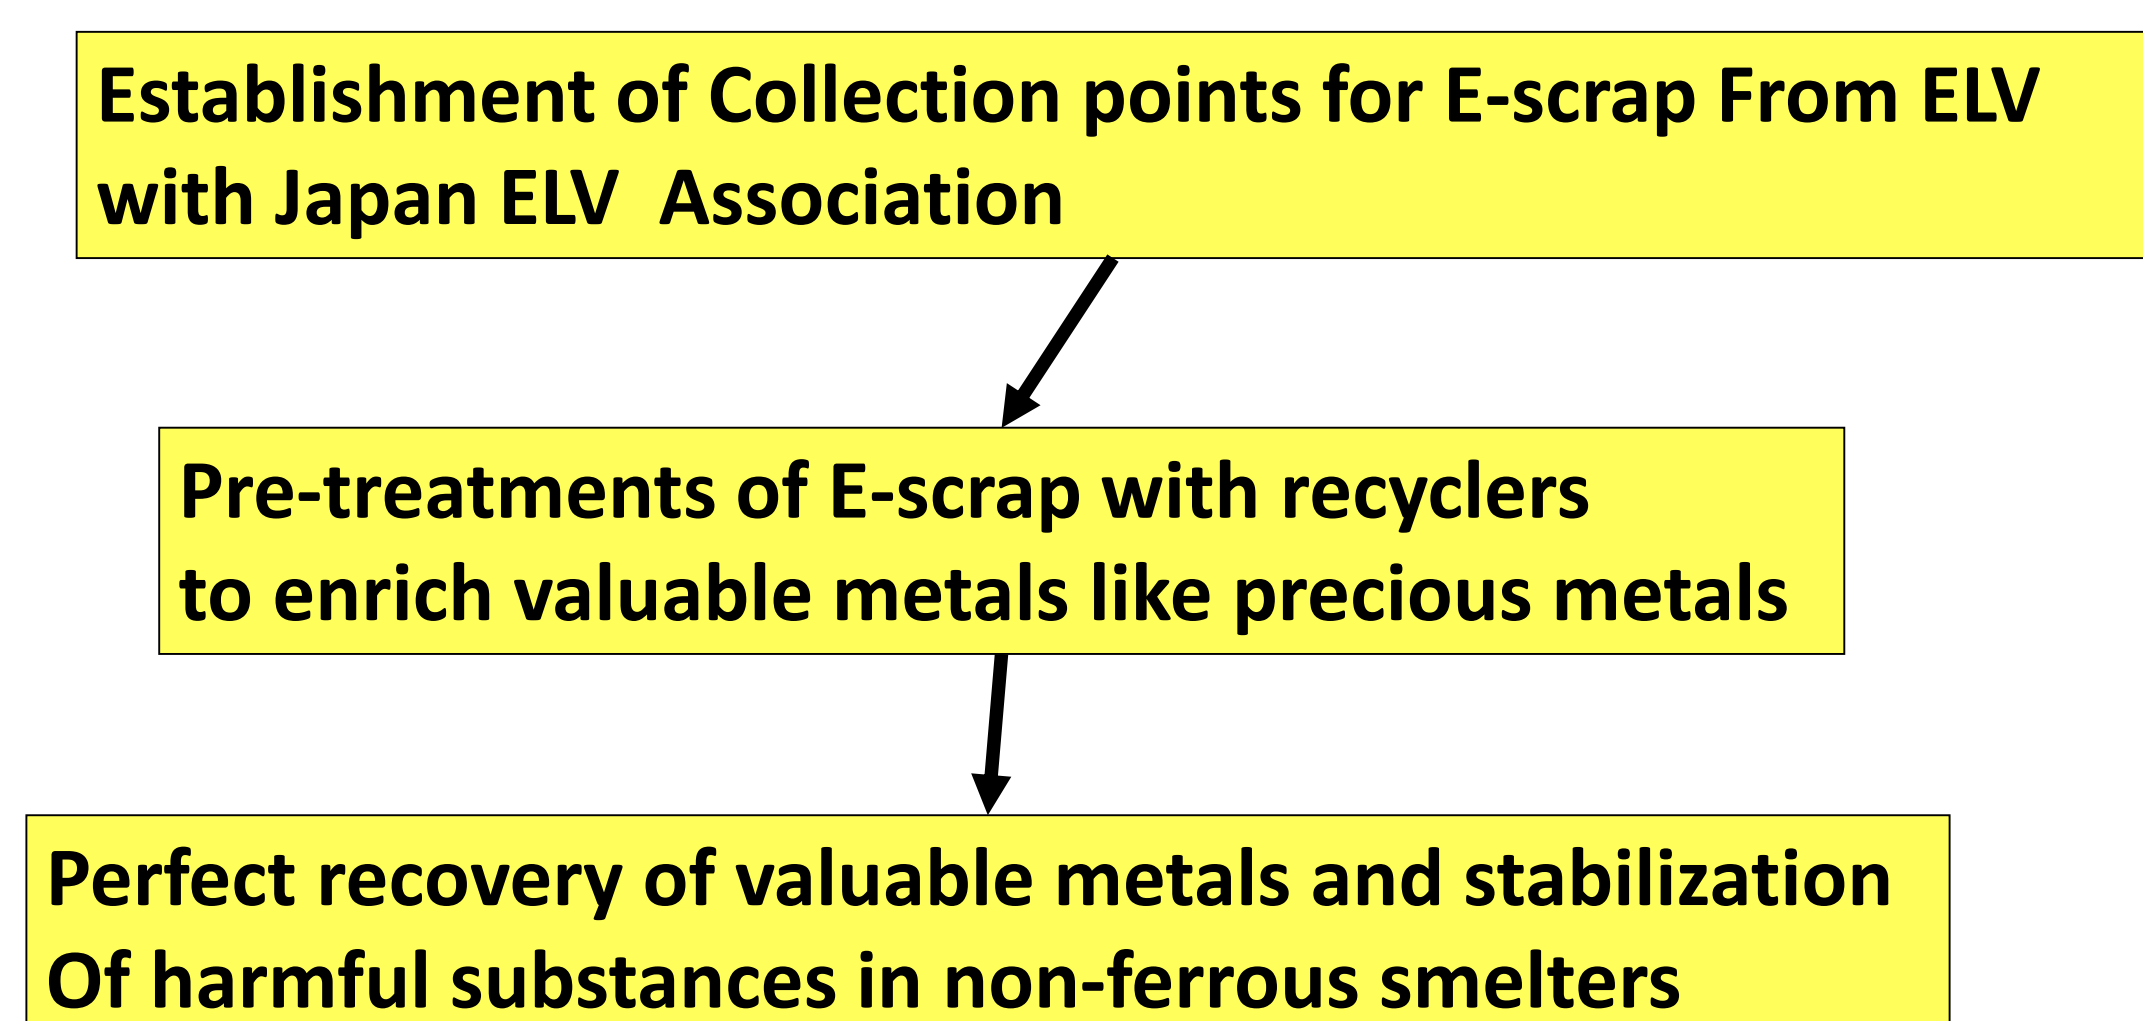 Establishment of Collection points for E-scrap From ELV
with Japan ELV  Association
Pre-treatments of E-scrap with recyclers
to enrich valuable metals like precious metals
Perfect recovery of valuable metals and stabilization
Of harmful substances in non-ferrous smelters